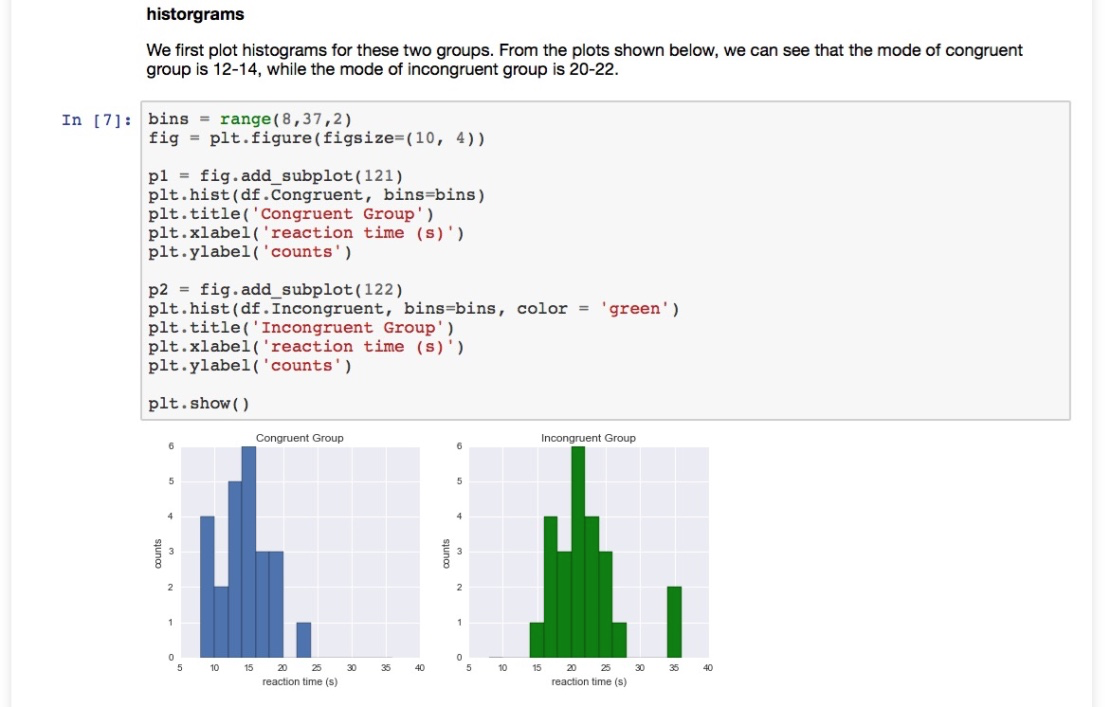 historgrams
We first plot histograms for these two groups. From the plots shown below, we can see that the mode of congruent
group is 12-14, while the mode of incongruent group is 20-22.
In [7]: bins = range(8,37,2)
fig = plt.figure(figsize=(10, 4))
p1 = fig.add_subplot(121)
plt.hist(df.Congruent, bins=bins)
plt.title('Congruent Group')
plt.xlabel('reaction time (s)')
plt.ylabel('counts')
p2 = fig.add_subplot(122)
plt.hist(df.Incongruent, bins=bins, color = 'green')
plt.title('Incongruent Group')
plt.xlabel('reaction time (s)')
plt.ylabel('counts')
plt.show()
Congruent Group
6
5
4
3
2
1
0
counts
5 10 15 20 25 30 35 40
reaction time (s)
Incongruent Group
6
5
4
3
2
1
0
counts
5 10 15 20 25 30 35 40
reaction time (s)